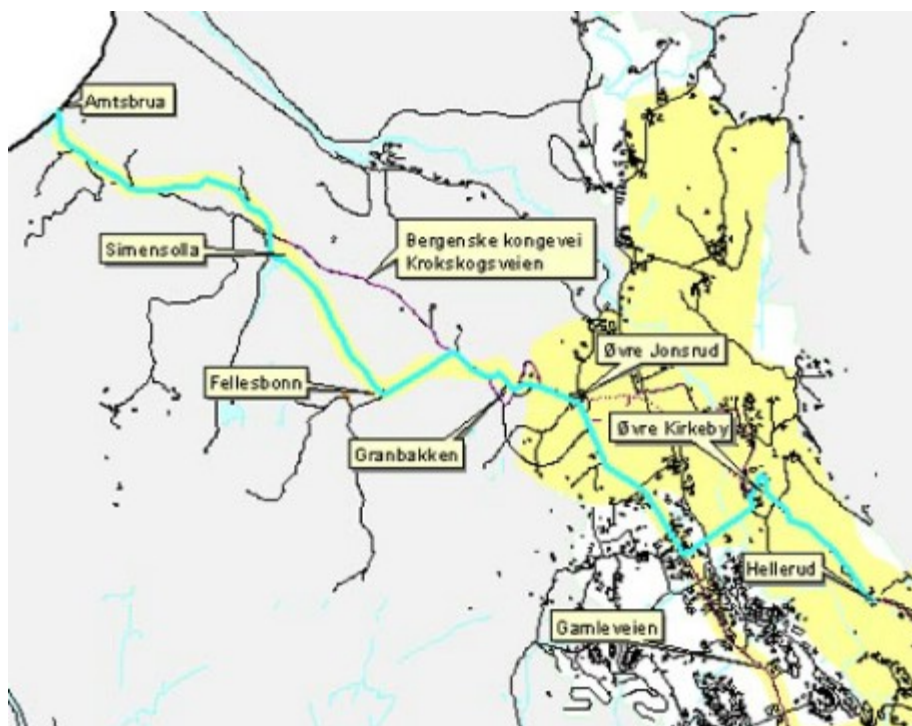 Amtsbrua
Simensolla
Bergenske kongevei
Krokskogsveien
Øvre Jonsrud
Fellesbonn
Øvre Kirkeby
Granbakken
Hellerud
Gamleveien